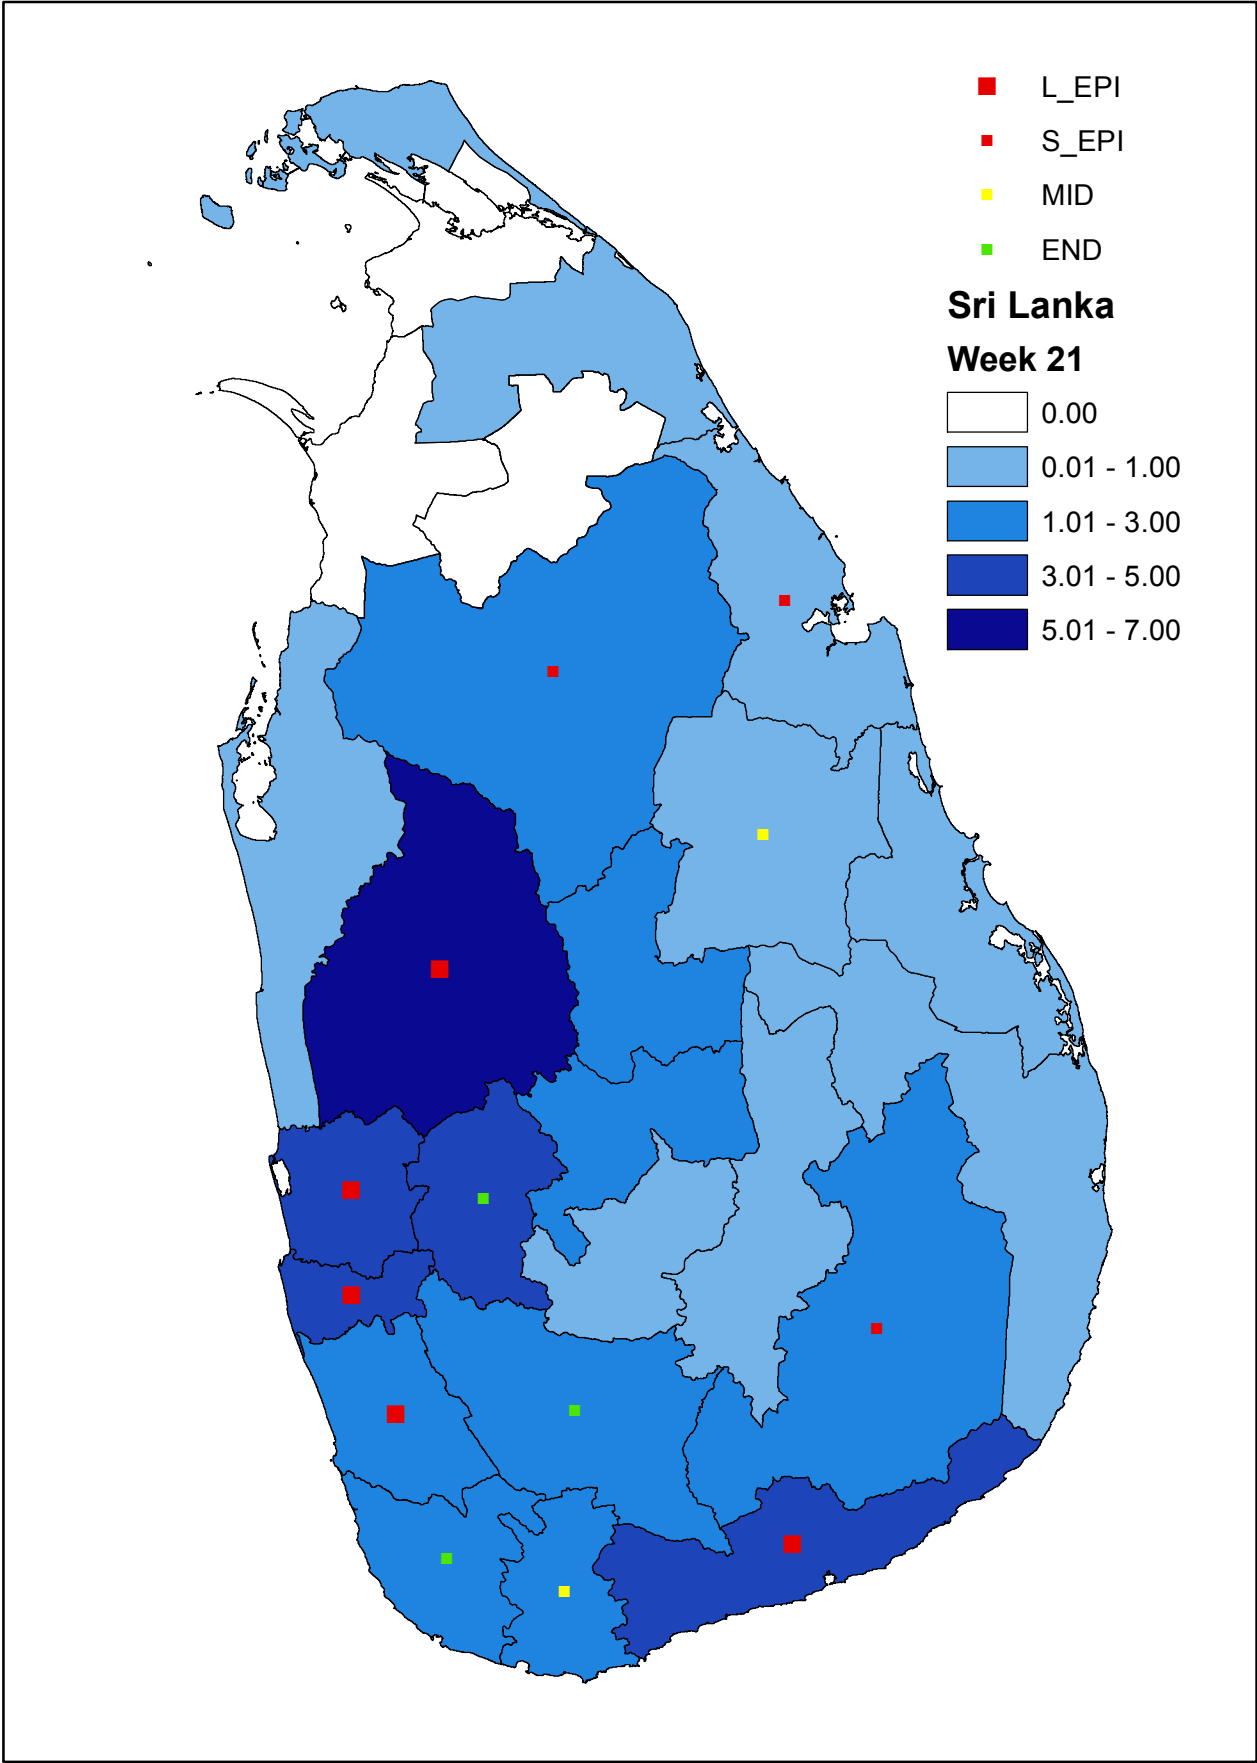 L_EPI
S_EPI
MID
END
Sri Lanka
Week 21
0.00
0.01 - 1.00
1.01 - 3.00
3.01 - 5.00
5.01 - 7.00